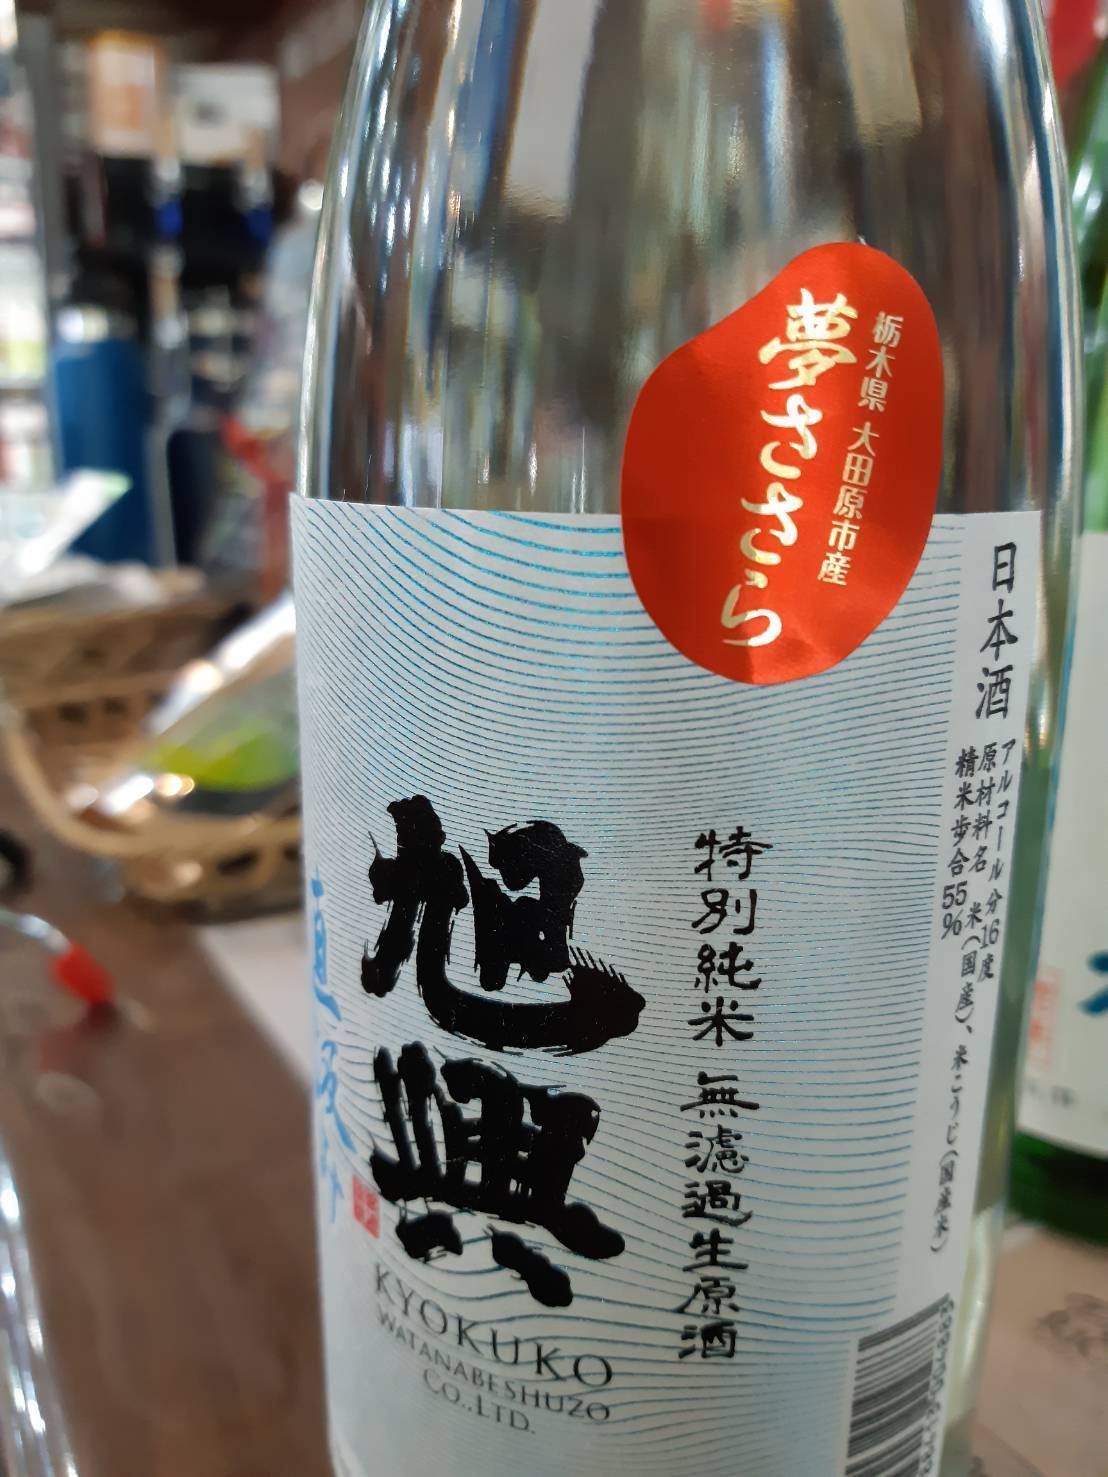 栃木県 大田原市産
夢ささら
日本酒
アルコール分16度
原材料名 米(国産)、米こうじ(国産米)
精米歩合55%
特別純米 無濾過生原酒
旭興
KYOKUKO
WATANABESHUZO
CO.,LTD.
直汲み